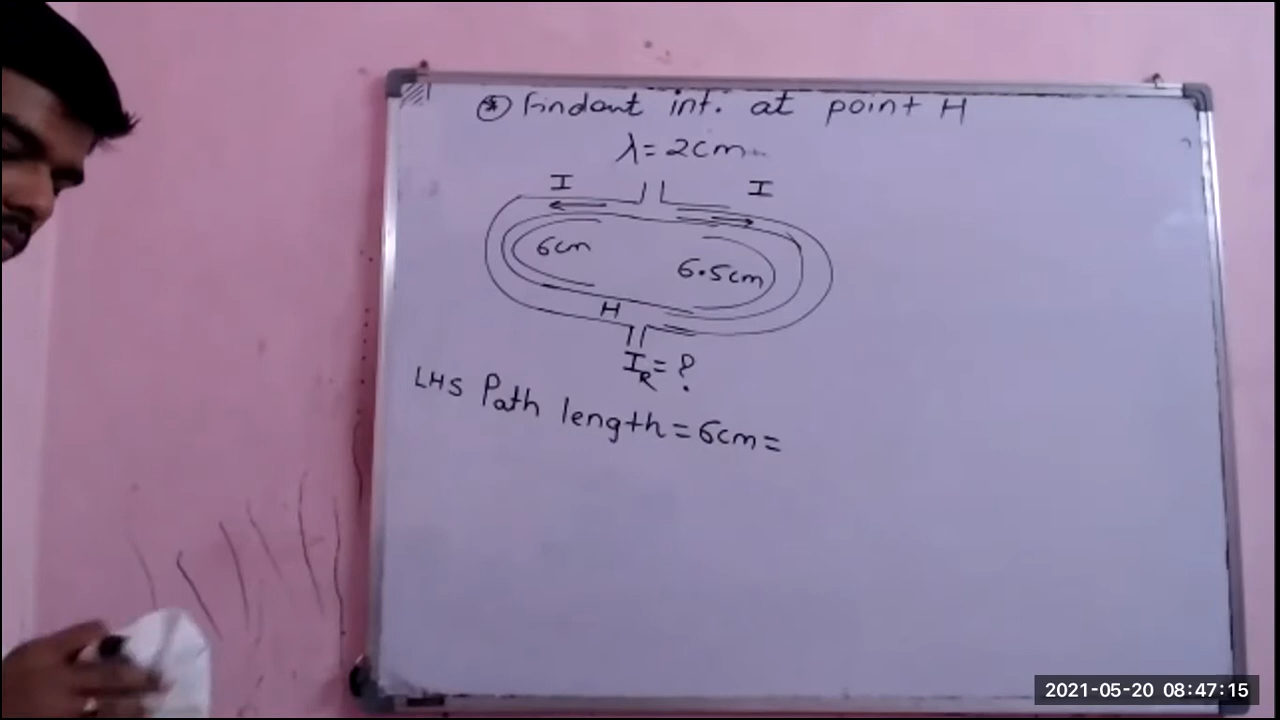 * Findout int. at point H
λ=2cm
I I
6cm
6.5cm
H
I_R=?
LHS Path length=6cm=
2021-05-20 08:47:15